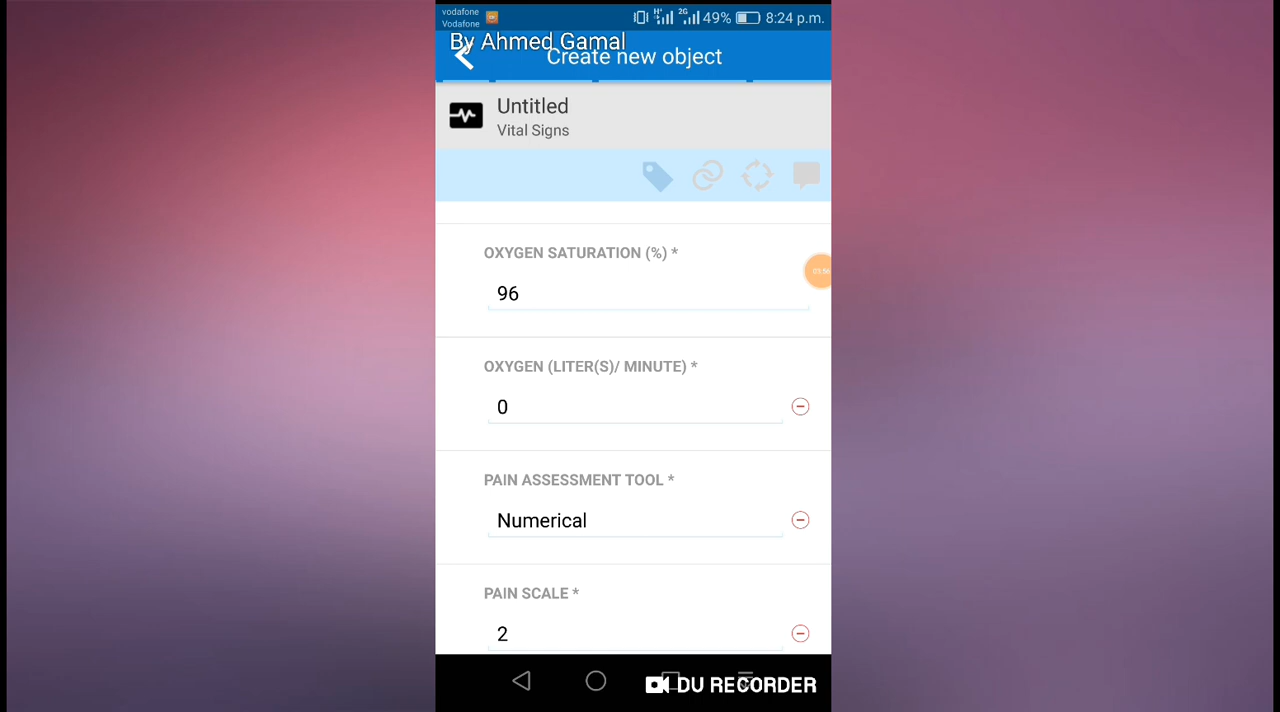 vodafone
Vodafone
H+
2G
49%
8:24 p.m.
By Ahmed Gamal
Create new object
Untitled
Vital Signs
OXYGEN SATURATION (%) *
96
OXYGEN (LITER(S)/ MINUTE) *
0
PAIN ASSESSMENT TOOL *
Numerical
PAIN SCALE *
2
DU RECORDER